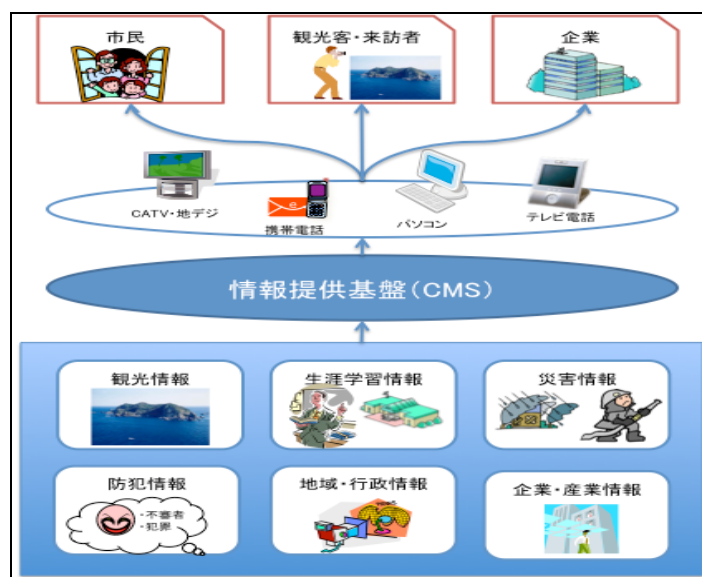 市民
観光客・来訪者
企業
CATV・地デジ
携帯電話
パソコン
テレビ電話
情報提供基盤(CMS)
観光情報
生涯学習情報
災害情報
防犯情報
・不審者
・犯罪
地域・行政情報
企業・産業情報